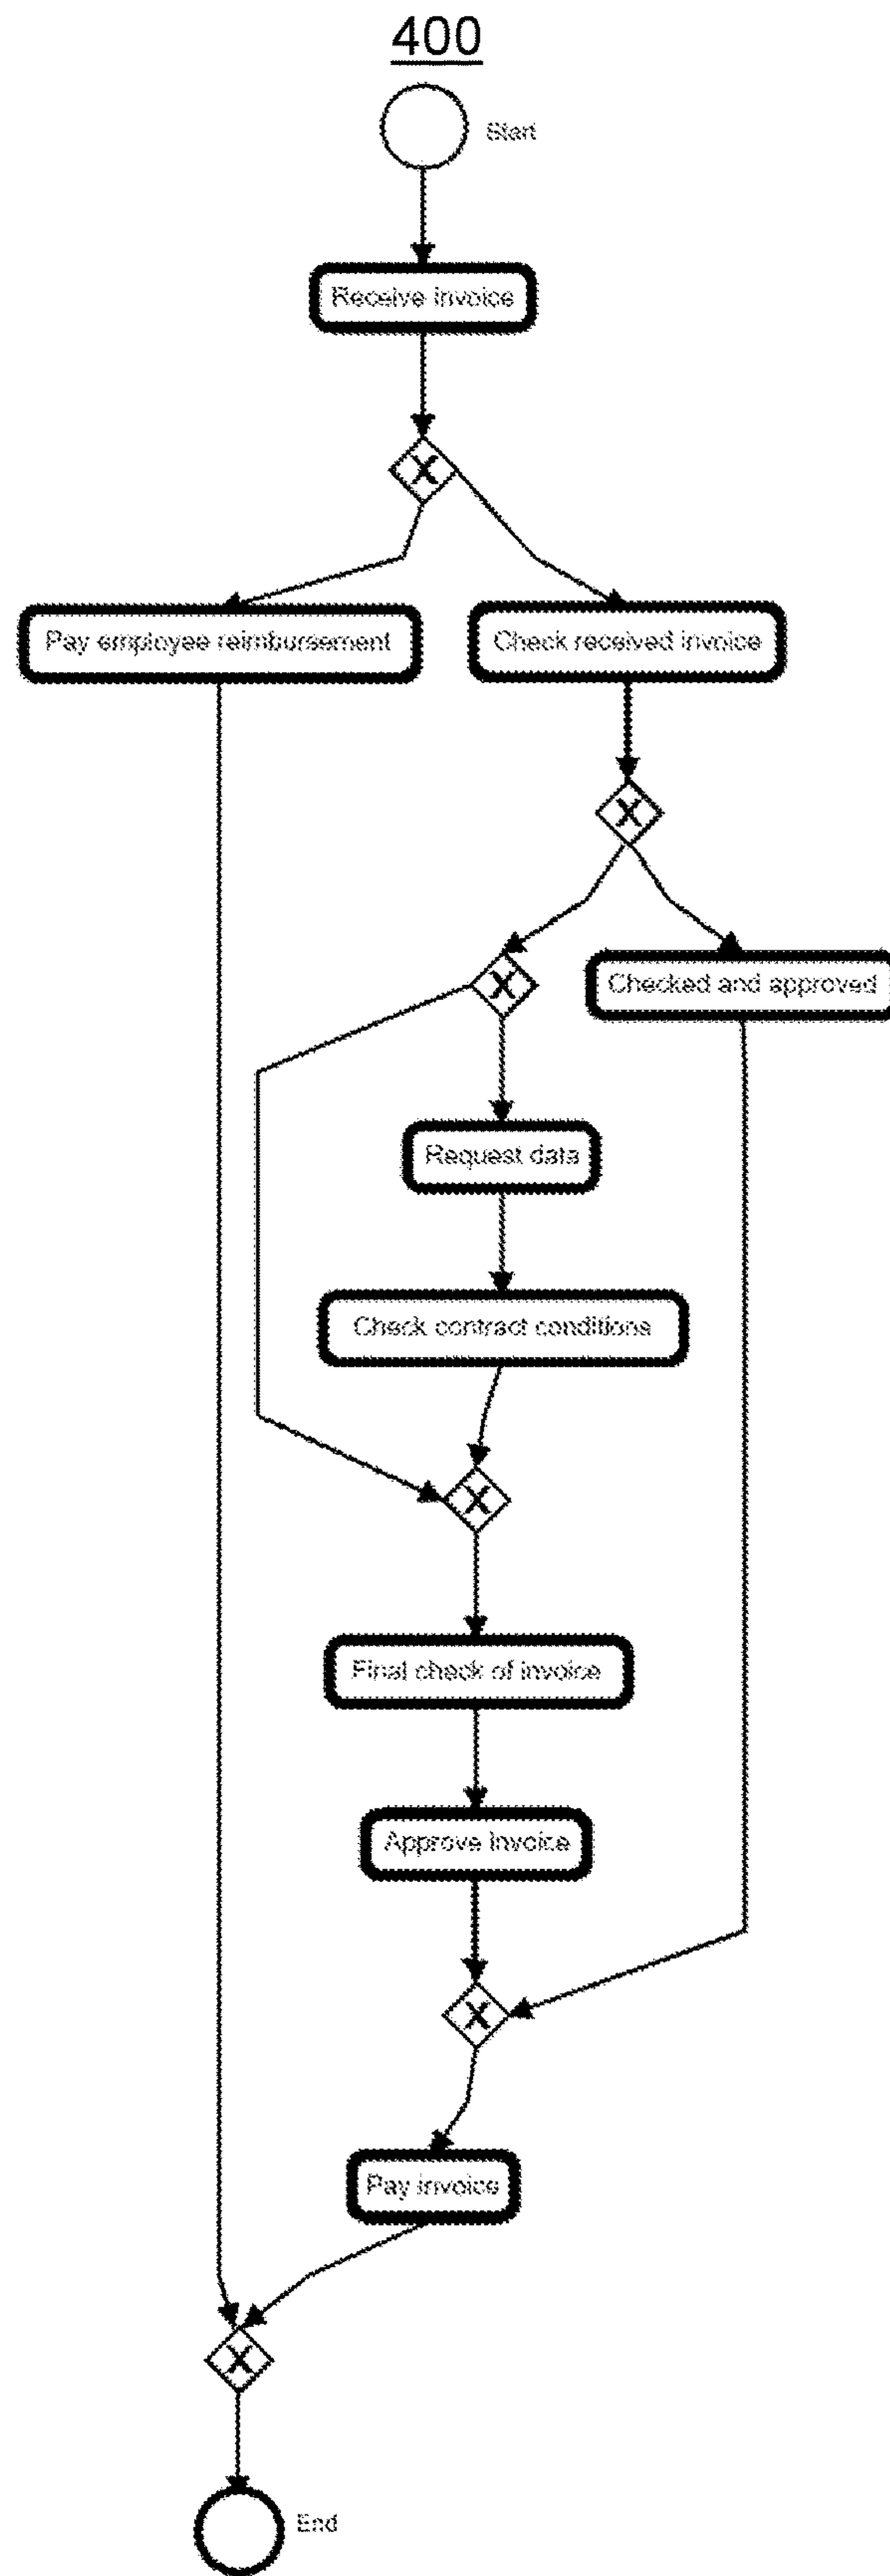 400
Start
Receive invoice
X
Pay employee reimbursement
Check received invoice
X
X
Checked and approved
Request data
Check contract conditions
X
Final check of invoice
Approve invoice
X
Pay invoice
X
End